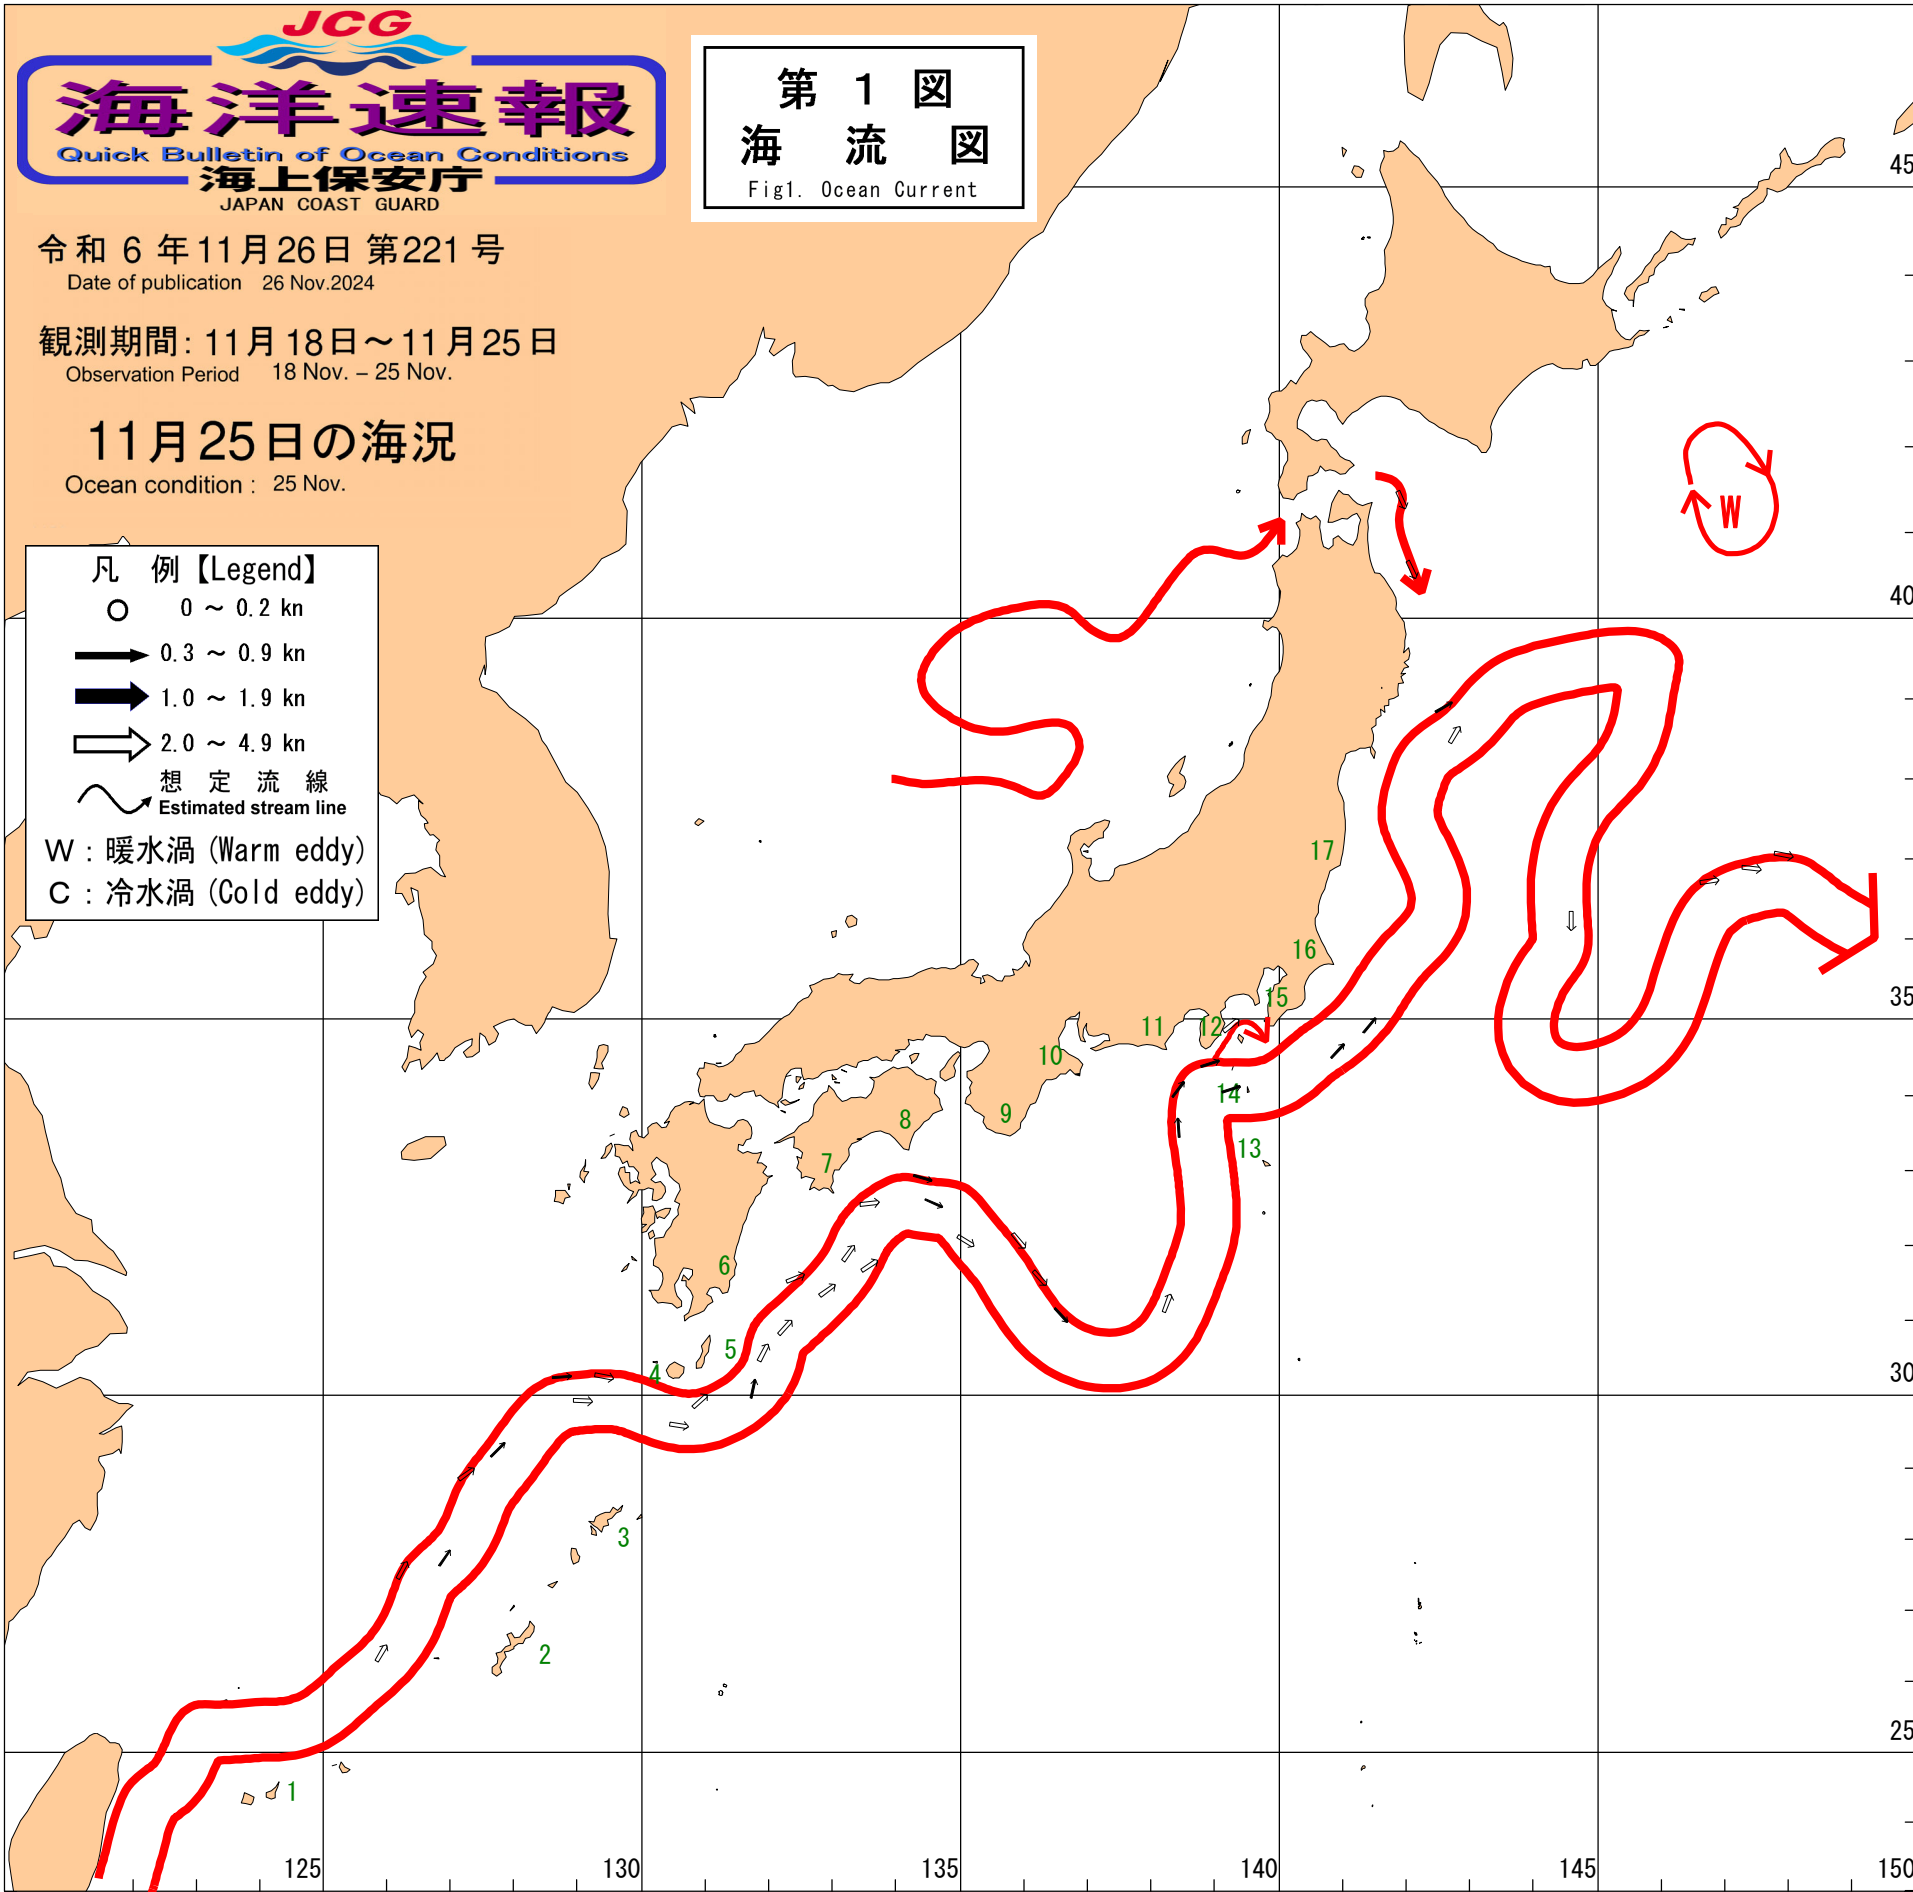 JCG
海洋速報
Quick Bulletin of Ocean Conditions
海上保安庁
JAPAN COAST GUARD
第 1 図
海 流 図
Fig1. Ocean Current
令和 6 年 11月 26日 第221 号
Date of publication 26 Nov.2024
観測期間: 11月 18日～11月 25日
Observation Period 18 Nov. – 25 Nov.
11月25日の海況
Ocean condition : 25 Nov.
凡 例【Legend】
0 ～ 0.2 kn
0.3 ～ 0.9 kn
1.0 ～ 1.9 kn
2.0 ～ 4.9 kn
想 定 流 線
Estimated stream line
W : 暖水渦 (Warm eddy)
C : 冷水渦 (Cold eddy)
45
W
40
17
16
15
35
12
11
10
14
9
8
13
7
6
5
4
30
3
2
25
1
125
130
135
140
145
150